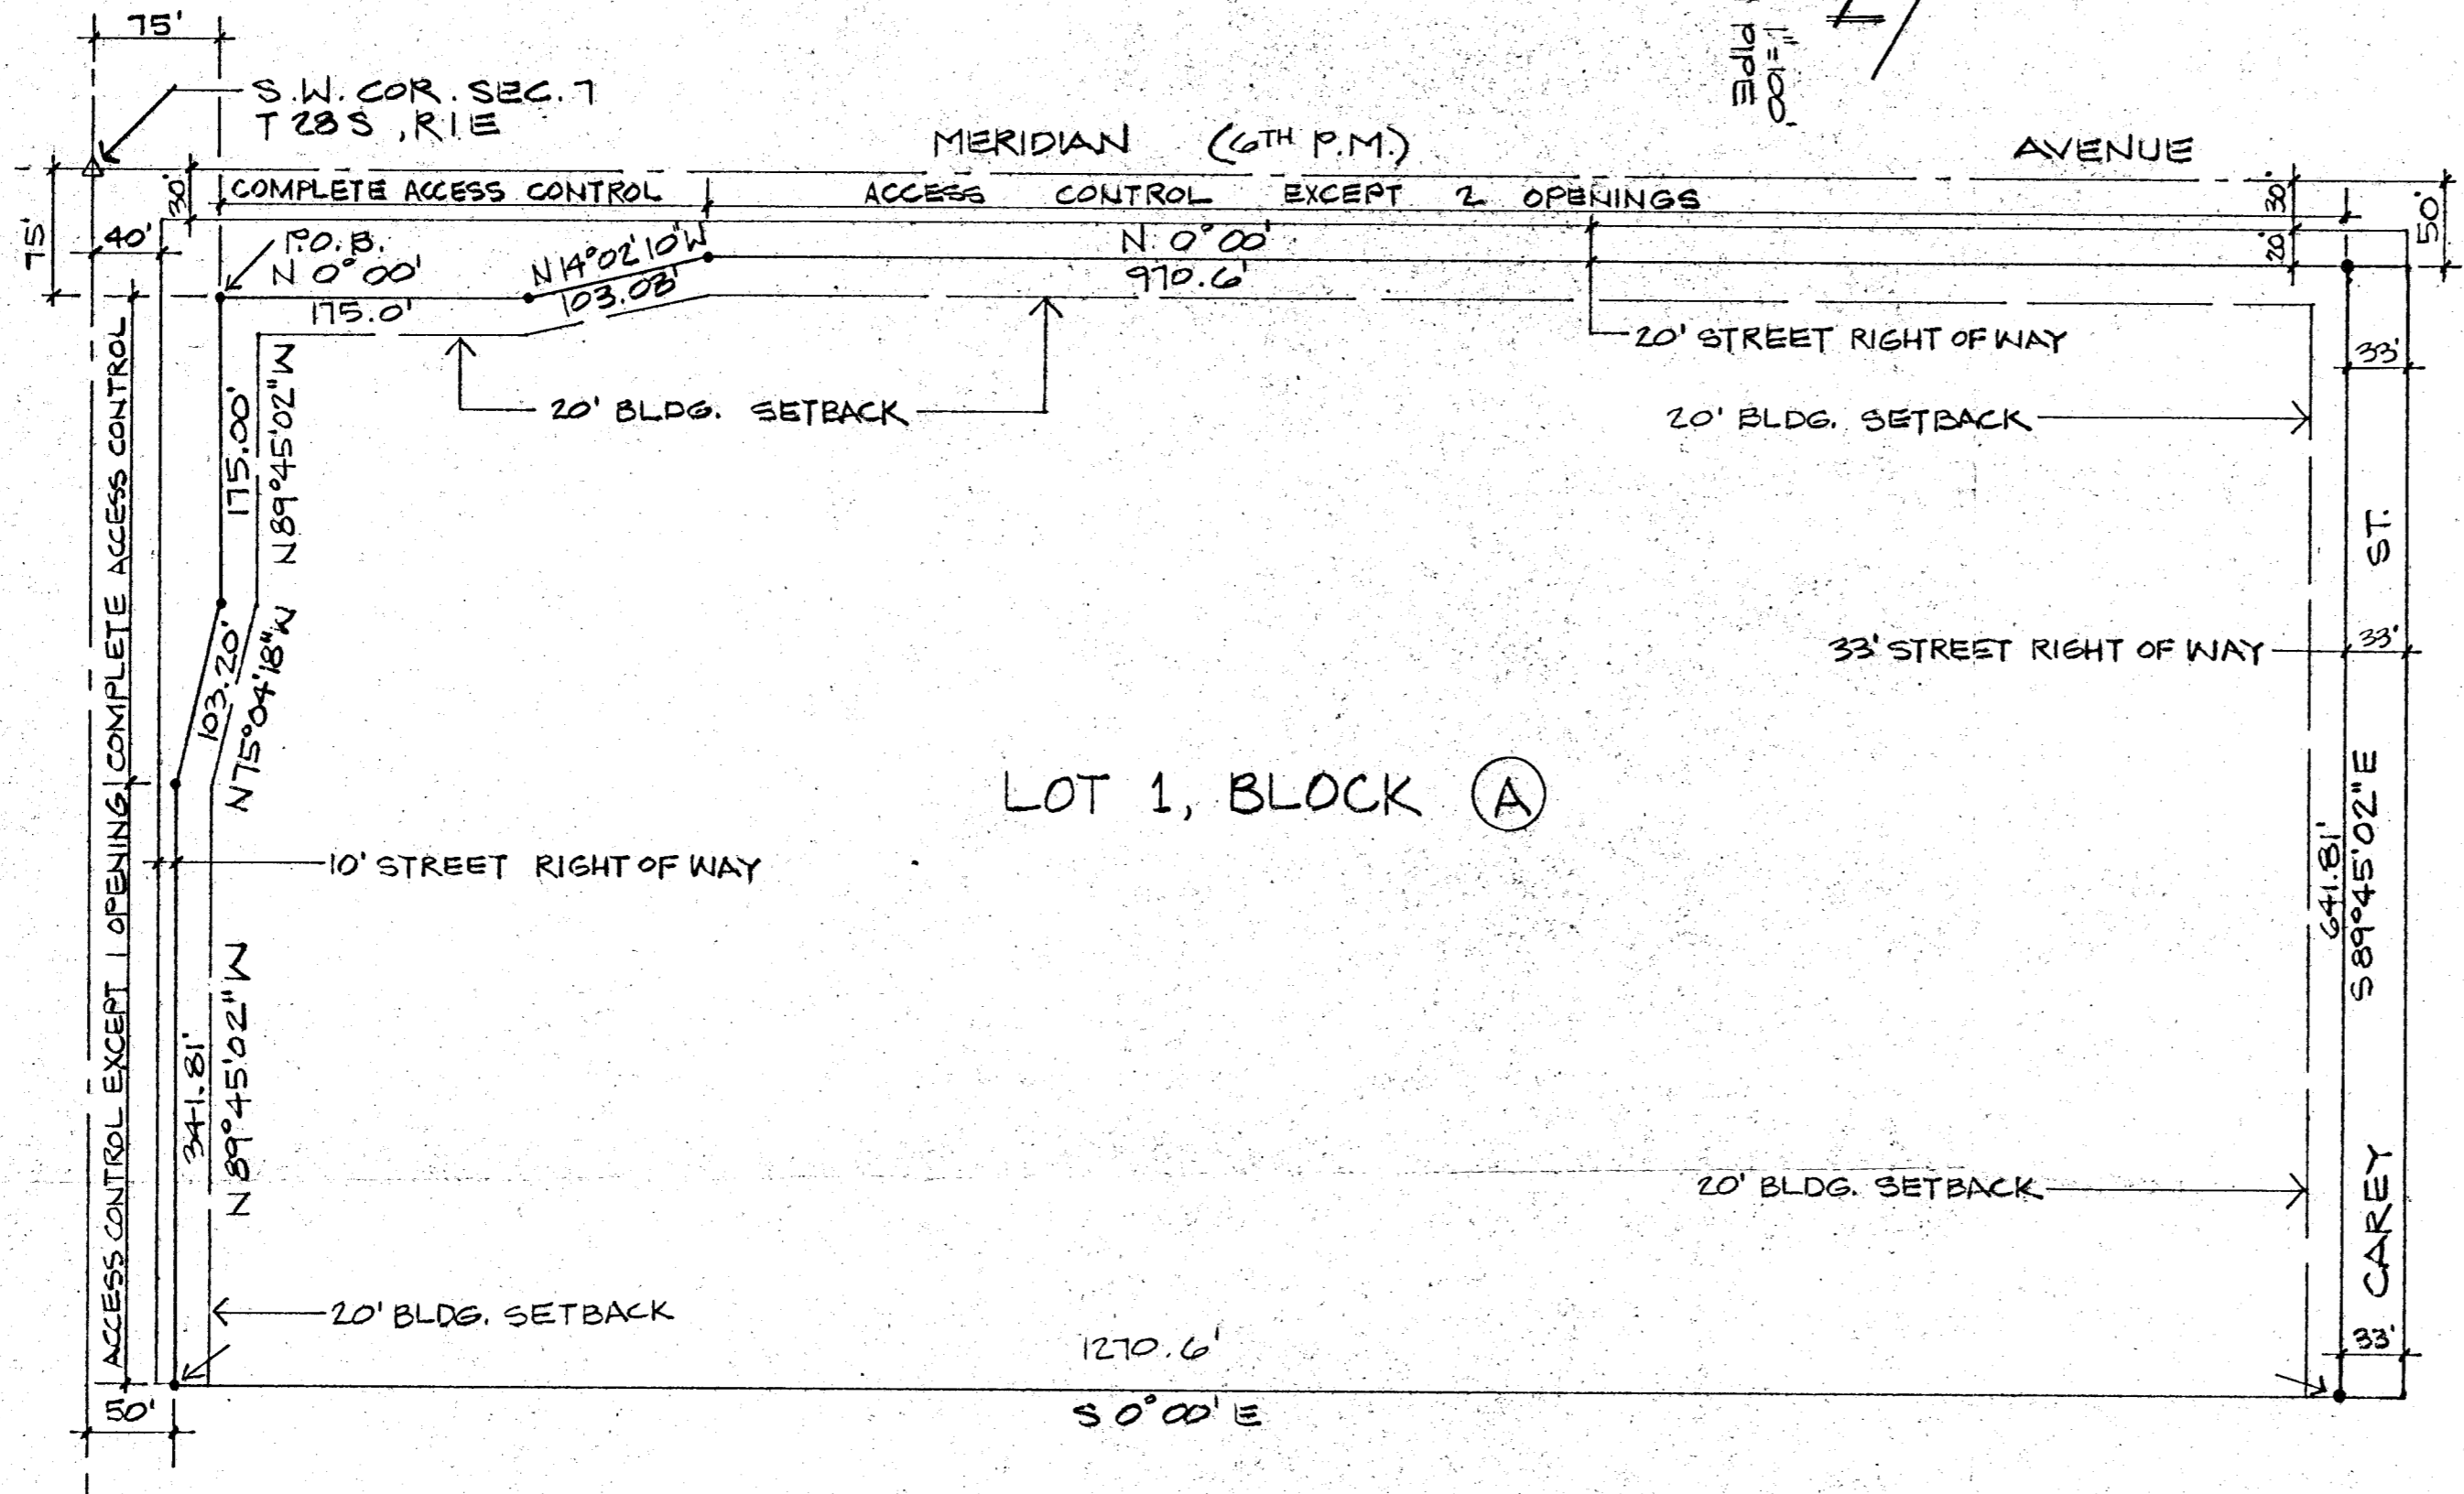 75'
S.W. COR. SEC. 7
T 28 S , R 1 E
PIPE
1"=100'
MERIDIAN (6TH P.M.) AVENUE
COMPLETE ACCESS CONTROL
ACCESS CONTROL EXCEPT 2 OPENINGS
30'
75'
40'
30'
20'
50'
P.O.B.
N 0°00'
175.0'
N 14°02'10"W
103.08'
N. 0°00'
970.6'
20' STREET RIGHT OF WAY
33'
20' BLDG. SETBACK
20' BLDG. SETBACK
175.00'
N 89°45'02"W
COMPLETE ACCESS CONTROL
ST.
103.20'
N 75°04'18"W
33' STREET RIGHT OF WAY
33'
LOT 1, BLOCK A
10' STREET RIGHT OF WAY
641.81'
S 89°45'02"E
ACCESS CONTROL EXCEPT 1 OPENING
341.81'
N 89°45'02"W
20' BLDG. SETBACK
CAREY
20' BLDG. SETBACK
33'
1270.6'
S 0°00' E
50'